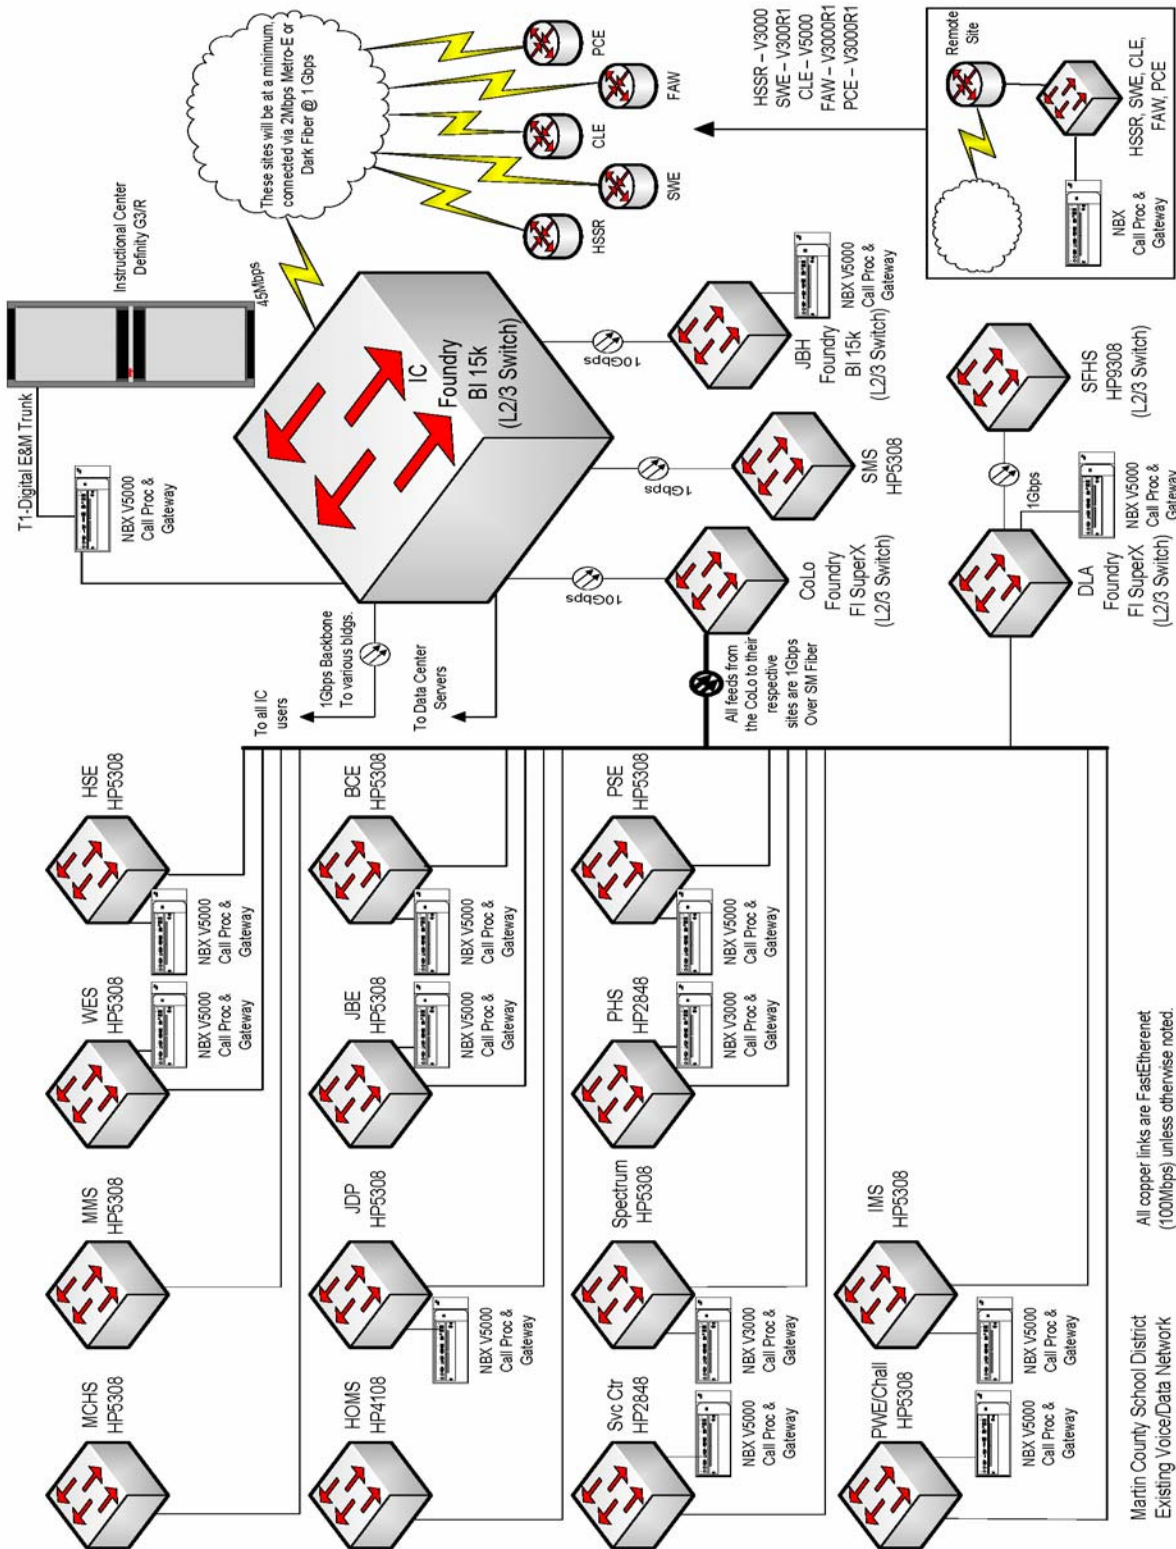 T1-Digital E&M Trunk
NBX V5000
Call Proc &
Gateway
Instructional Center
Definity G3/R
45Mbps
These sites will be at a minimum,
connected via 2Mbps Metro-E or
Dark Fiber @ 1 Gbps
HSSR
SWE
CLE
FAW
PCE
IC
Foundry
BI 15k
(L2/3 Switch)
To all IC
users
1Gbps Backbone
To various bldgs.
To Data Center
Servers
10Gbps
1Gbps
10Gbps
All feeds from
the CoLo to their
respective
sites are 1Gbps
Over SM Fiber
CoLo
Foundry
FI SuperX
(L2/3 Switch)
SMS
HP5308
JBH
Foundry
BI 15k
(L2/3 Switch)
NBX V5000
Call Proc &
Gateway
HSSR – V3000
SWE – V300R1
CLE – V5000
FAW – V3000R1
PCE – V3000R1
Remote
Site
NBX
Call Proc &
Gateway
HSSR, SWE, CLE,
FAW, PCE
DLA
Foundry
FI SuperX
(L2/3 Switch)
1Gbps
NBX V5000
Call Proc &
Gateway
SFHS
HP9308
(L2/3 Switch)
MCHS
HP5308
MMS
HP5308
WES
HP5308
NBX V5000
Call Proc &
Gateway
HSE
HP5308
NBX V5000
Call Proc &
Gateway
HOMS
HP4108
JDP
HP5308
NBX V5000
Call Proc &
Gateway
JBE
HP5308
NBX V5000
Call Proc &
Gateway
BCE
HP5308
NBX V5000
Call Proc &
Gateway
Svc Ctr
HP2848
NBX V5000
Call Proc &
Gateway
Spectrum
HP5308
NBX V3000
Call Proc &
Gateway
PHS
HP2848
NBX V3000
Call Proc &
Gateway
PSE
HP5308
NBX V5000
Call Proc &
Gateway
PWE/Chall
HP5308
NBX V5000
Call Proc &
Gateway
IMS
HP5308
NBX V5000
Call Proc &
Gateway
Martin County School District
Existing Voice/Data Network
All copper links are FastEtherenet
(100Mbps) unless otherwise noted.